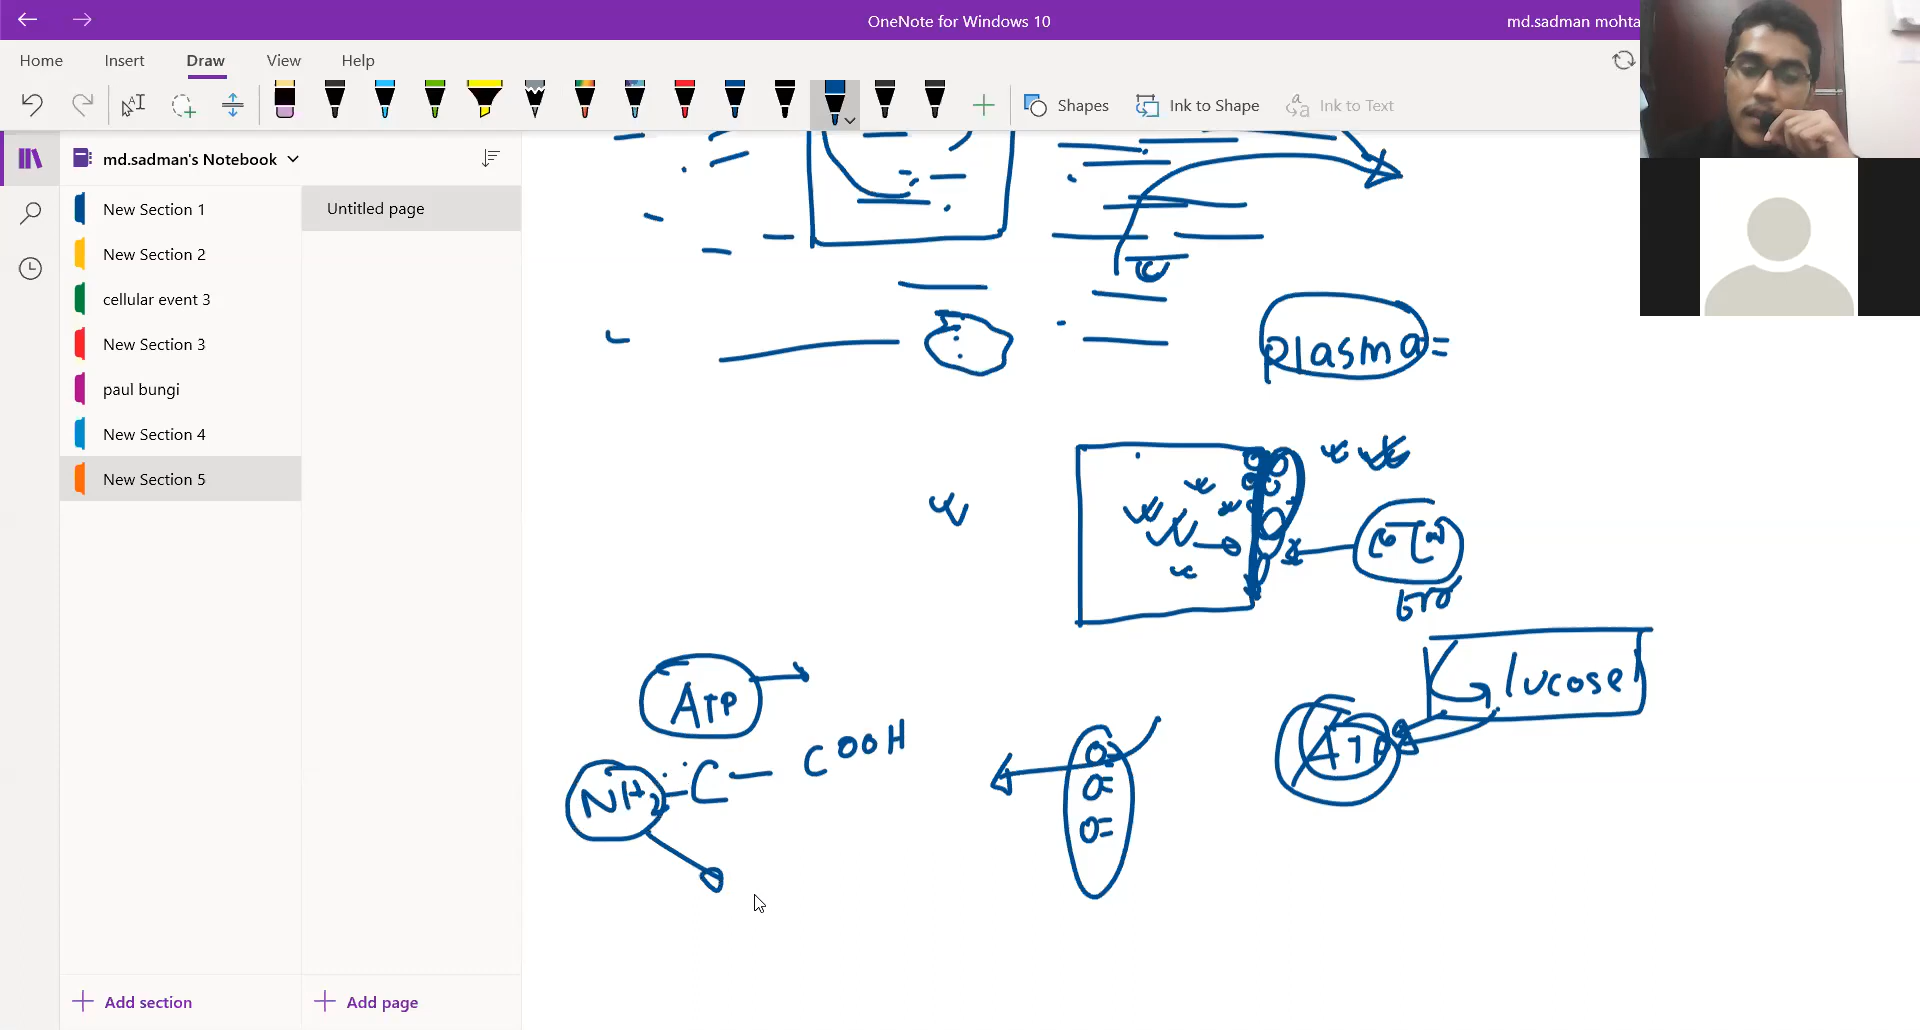 OneNote for Windows 10
md.sadman mohta
Home Insert Draw View Help
Shapes Ink to Shape Ink to Text
md.sadman's Notebook
New Section 1
New Section 2
cellular event 3
New Section 3
paul bungi
New Section 4
New Section 5
Untitled page
Add section
Add page
Plasma=
Glucose
ATP
ATP
COOH
NH2 - C -